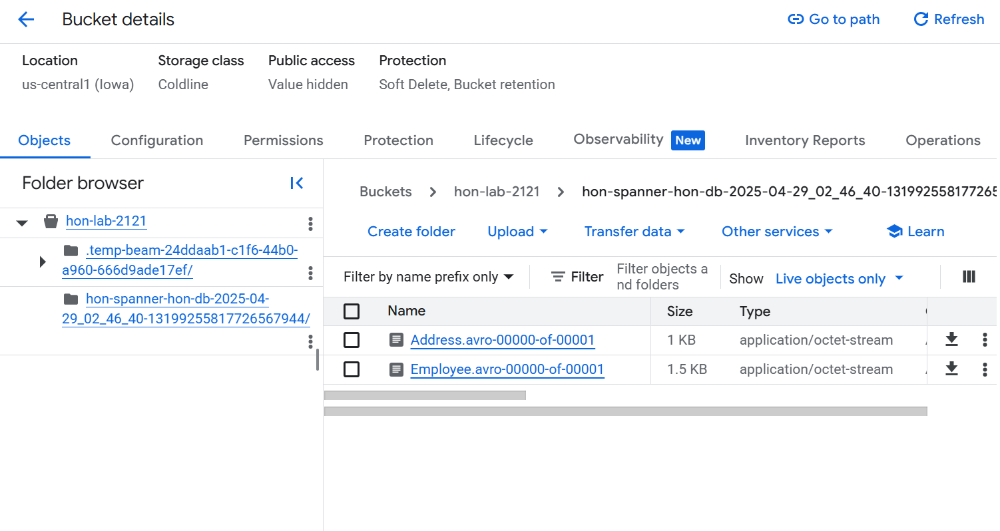 Bucket details
Go to path
Refresh
Location
Storage class
Public access
Protection
us-central1 (Iowa)
Coldline
Value hidden
Soft Delete, Bucket retention
Objects
Configuration
Permissions
Protection
Lifecycle
Observability
New
Inventory Reports
Operations
Folder browser
hon-lab-2121
.temp-beam-24ddaab1-c1f6-44b0-
a960-666d9ade17ef/
hon-spanner-hon-db-2025-04-
29_02_46_40-13199255817726567944/
Buckets
hon-lab-2121
hon-spanner-hon-db-2025-04-29_02_46_40-131992558177265
Create folder
Upload
Transfer data
Other services
Learn
Filter by name prefix only
Filter
Filter objects a
nd folders
Show
Live objects only
Name
Size
Type
Address.avro-00000-of-00001
1 KB
application/octet-stream
Employee.avro-00000-of-00001
1.5 KB
application/octet-stream